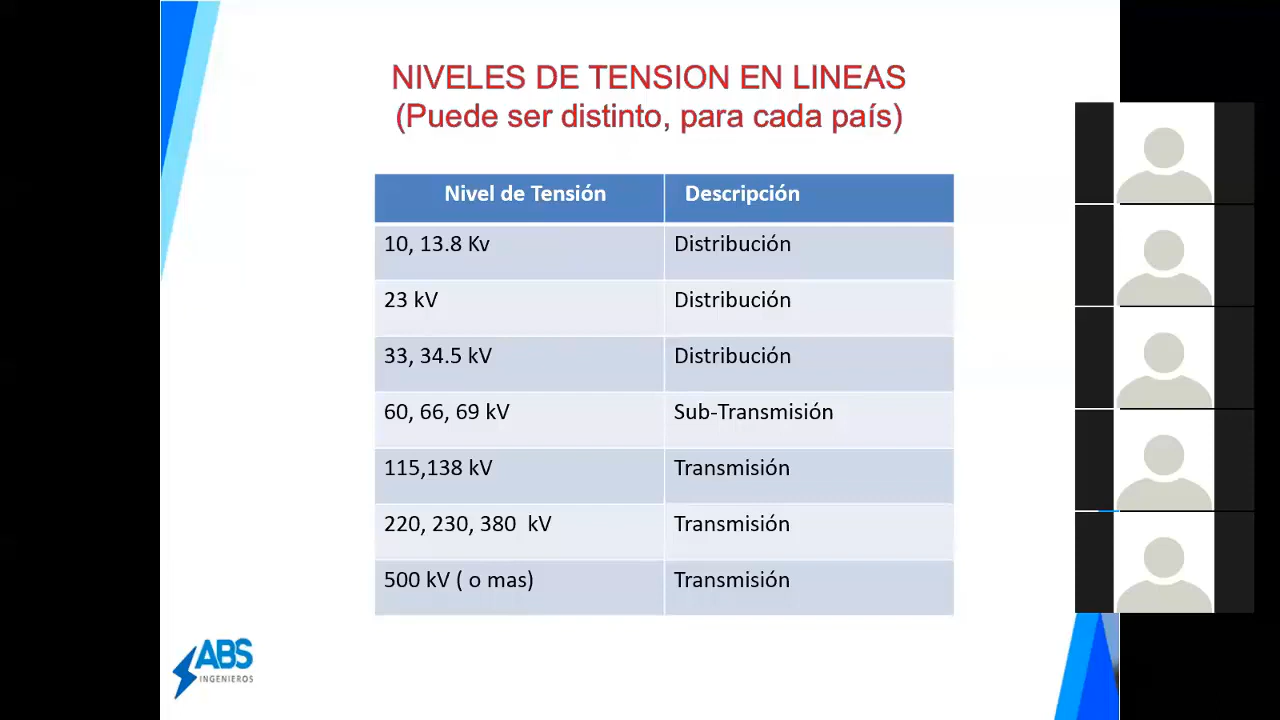 NIVELES DE TENSION EN LINEAS
(Puede ser distinto, para cada país)
Nivel de Tensión Descripción
10, 13.8 Kv Distribución
23 kV Distribución
33, 34.5 kV Distribución
60, 66, 69 kV Sub-Transmisión
115,138 kV Transmisión
220, 230, 380  kV Transmisión
500 kV ( o mas) Transmisión
ABS
INGENIEROS